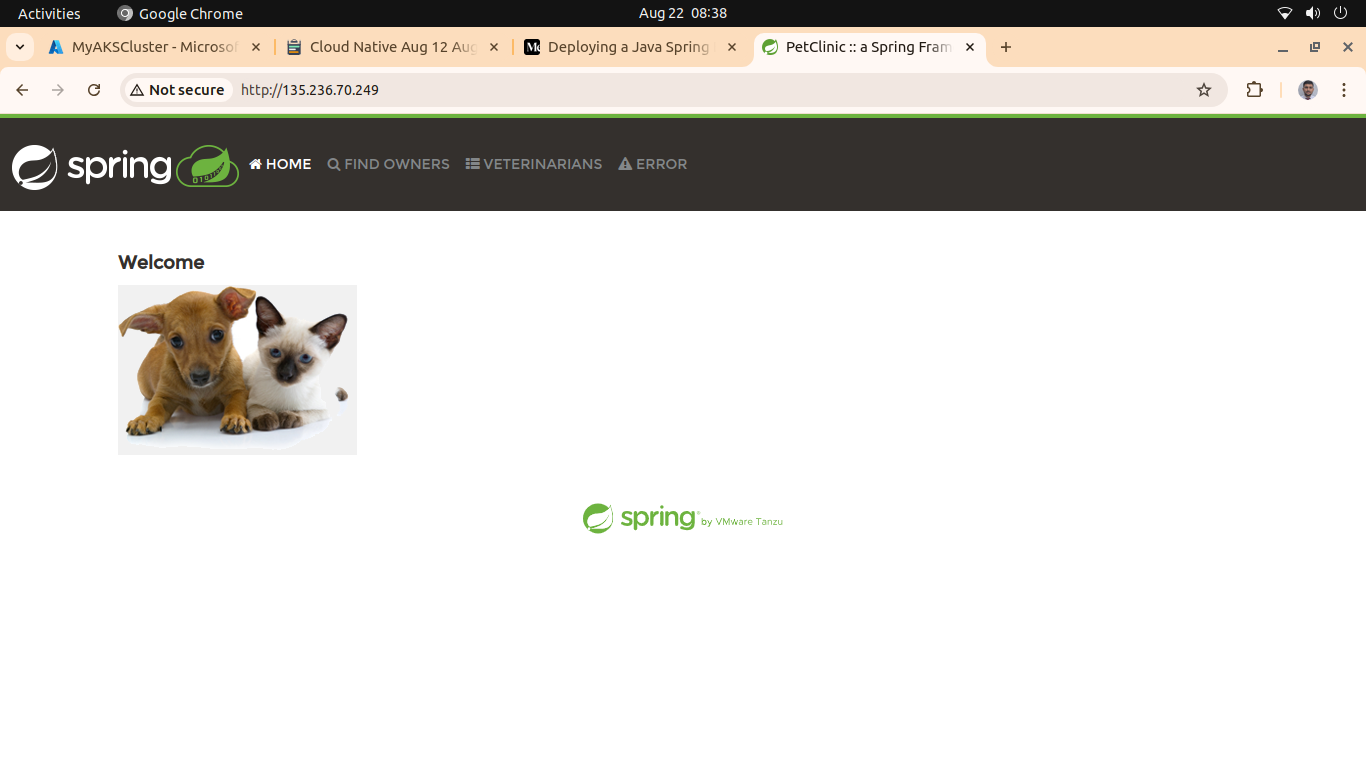 Activities
Google Chrome
Aug 22 08:38
MyAKSCluster - Microsof
Cloud Native Aug 12 Aug
Deploying a Java Spring
PetClinic :: a Spring Fram
Not secure
http://135.236.70.249
spring
HOME
FIND OWNERS
VETERINARIANS
ERROR
Welcome
spring by VMware Tanzu